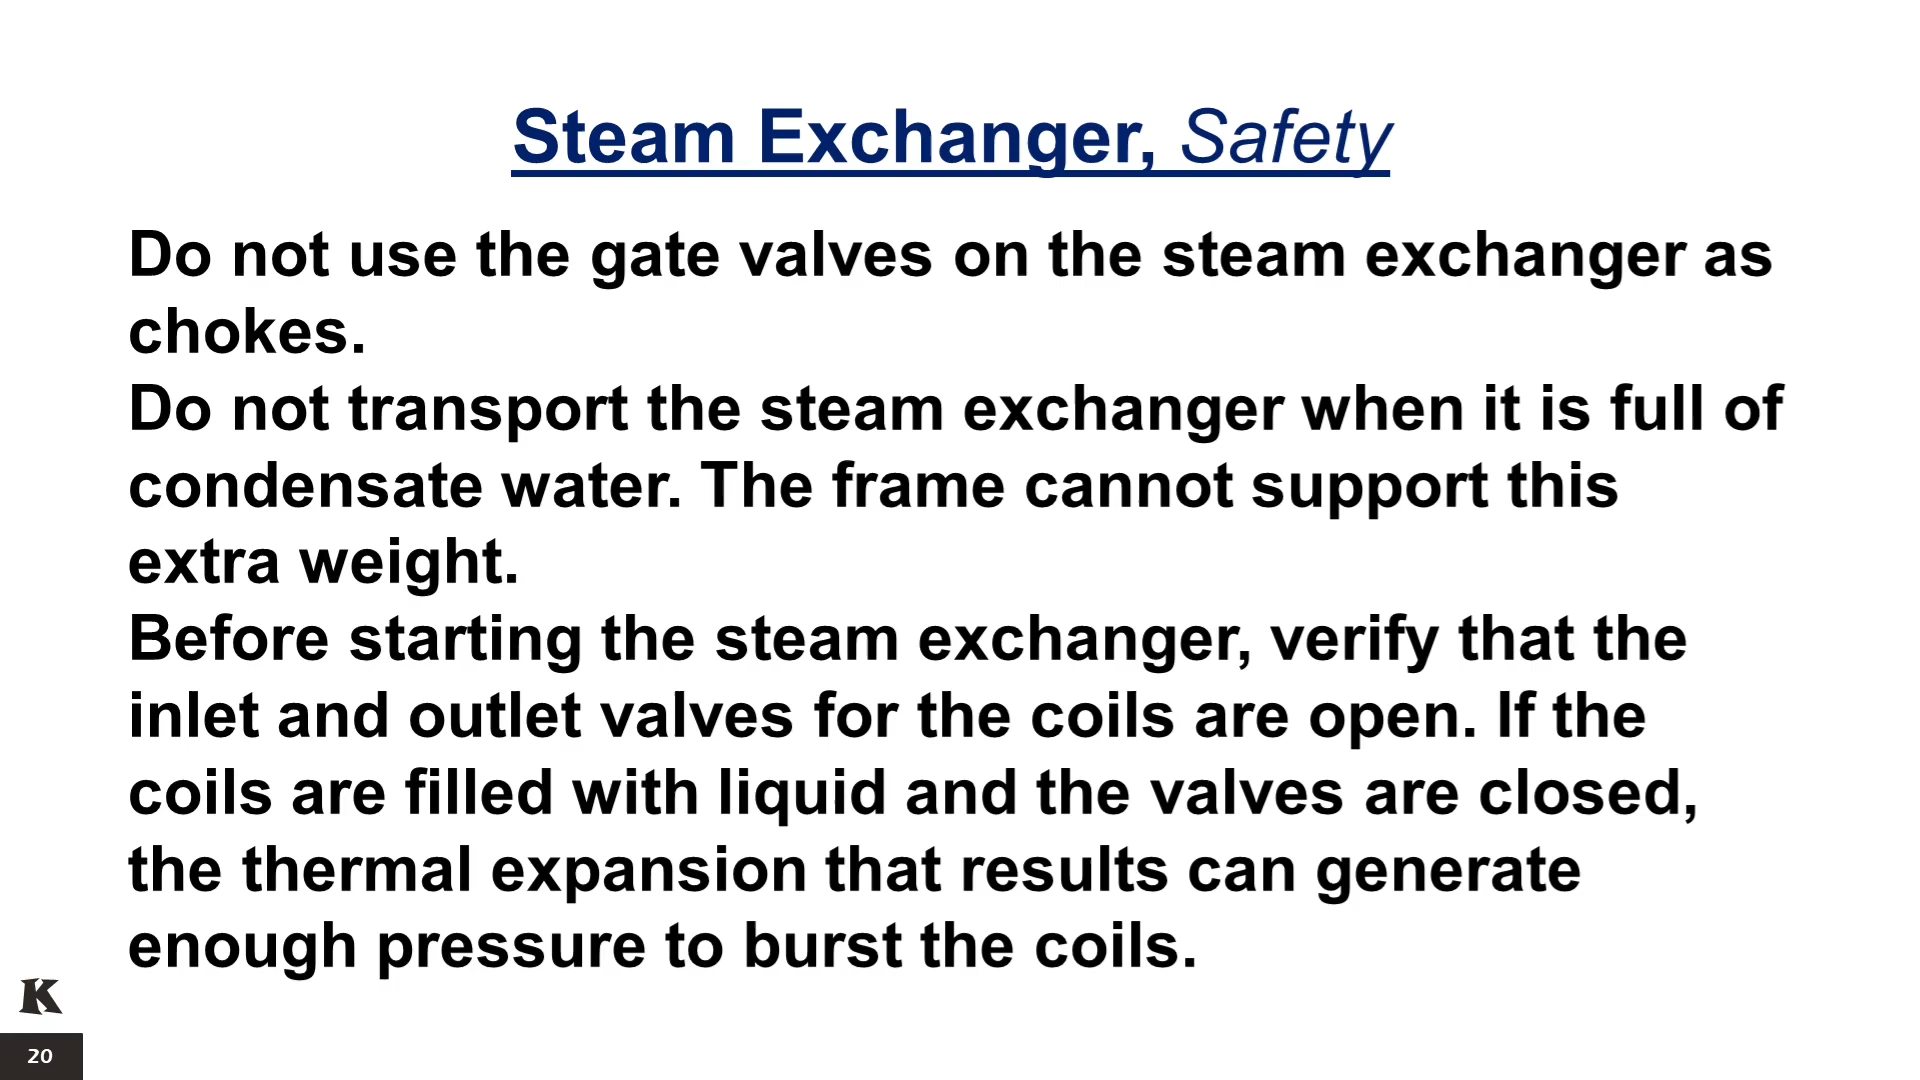 Steam Exchanger, Safety
Do not use the gate valves on the steam exchanger as
chokes.
Do not transport the steam exchanger when it is full of
condensate water. The frame cannot support this
extra weight.
Before starting the steam exchanger, verify that the
inlet and outlet valves for the coils are open. If the
coils are filled with liquid and the valves are closed,
the thermal expansion that results can generate
enough pressure to burst the coils.
K
20